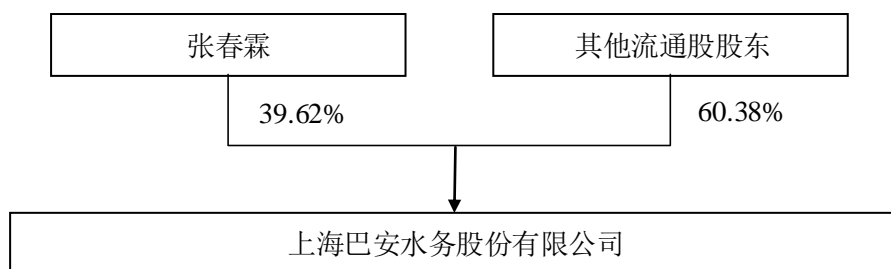 张春霖
其他流通股股东
39.62%
60.38%
上海巴安水务股份有限公司